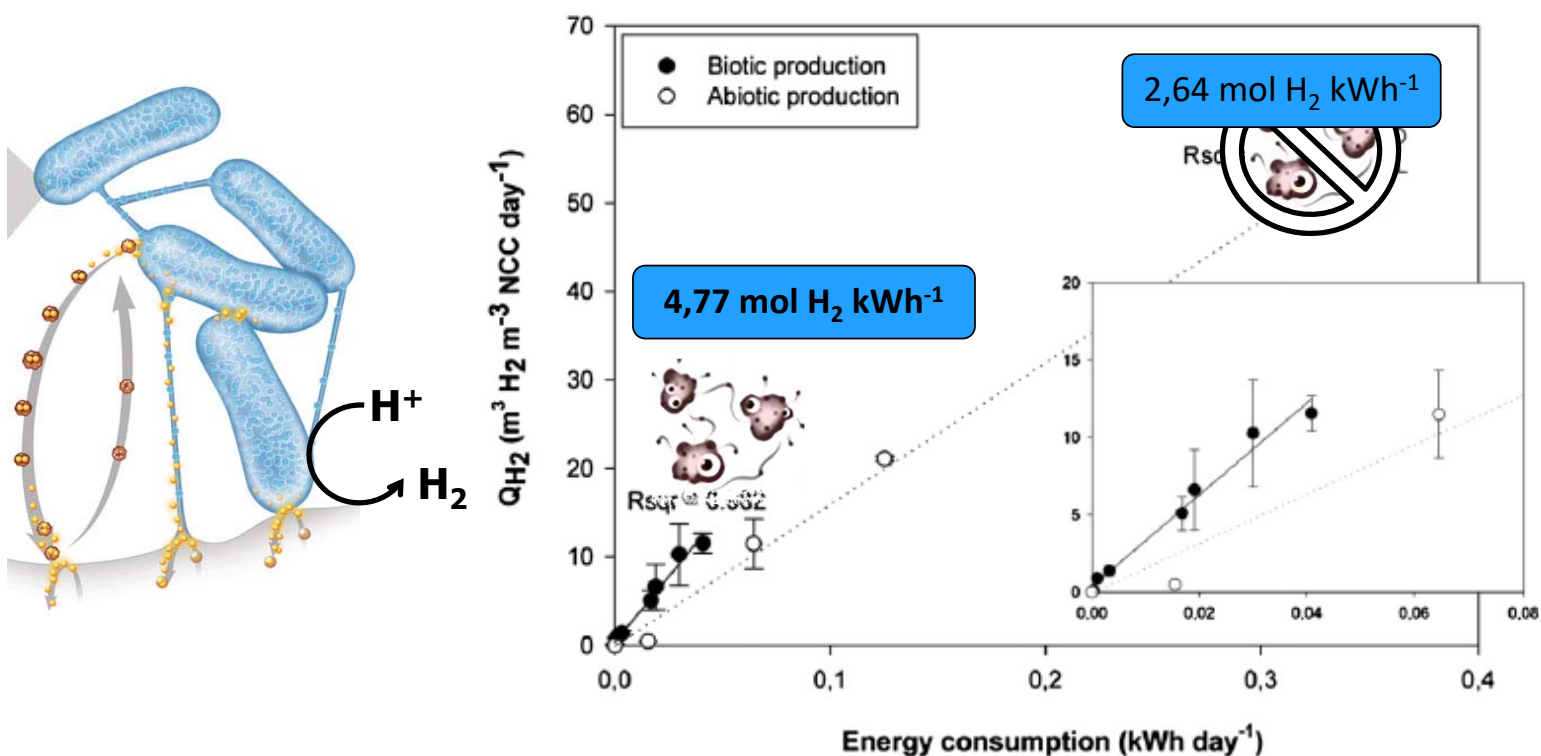 H⁺
H₂
Q_H₂ (m³ H₂ m⁻³ NCC day⁻¹)
70
60
50
40
30
20
10
0
Biotic production
Abiotic production
2,64 mol H₂ kWh⁻¹
4,77 mol H₂ kWh⁻¹
20
15
10
5
0
0,00
0,02
0,04
0,06
0,08
0,0
0,1
0,2
0,3
0,4
Energy consumption (kWh day⁻¹)